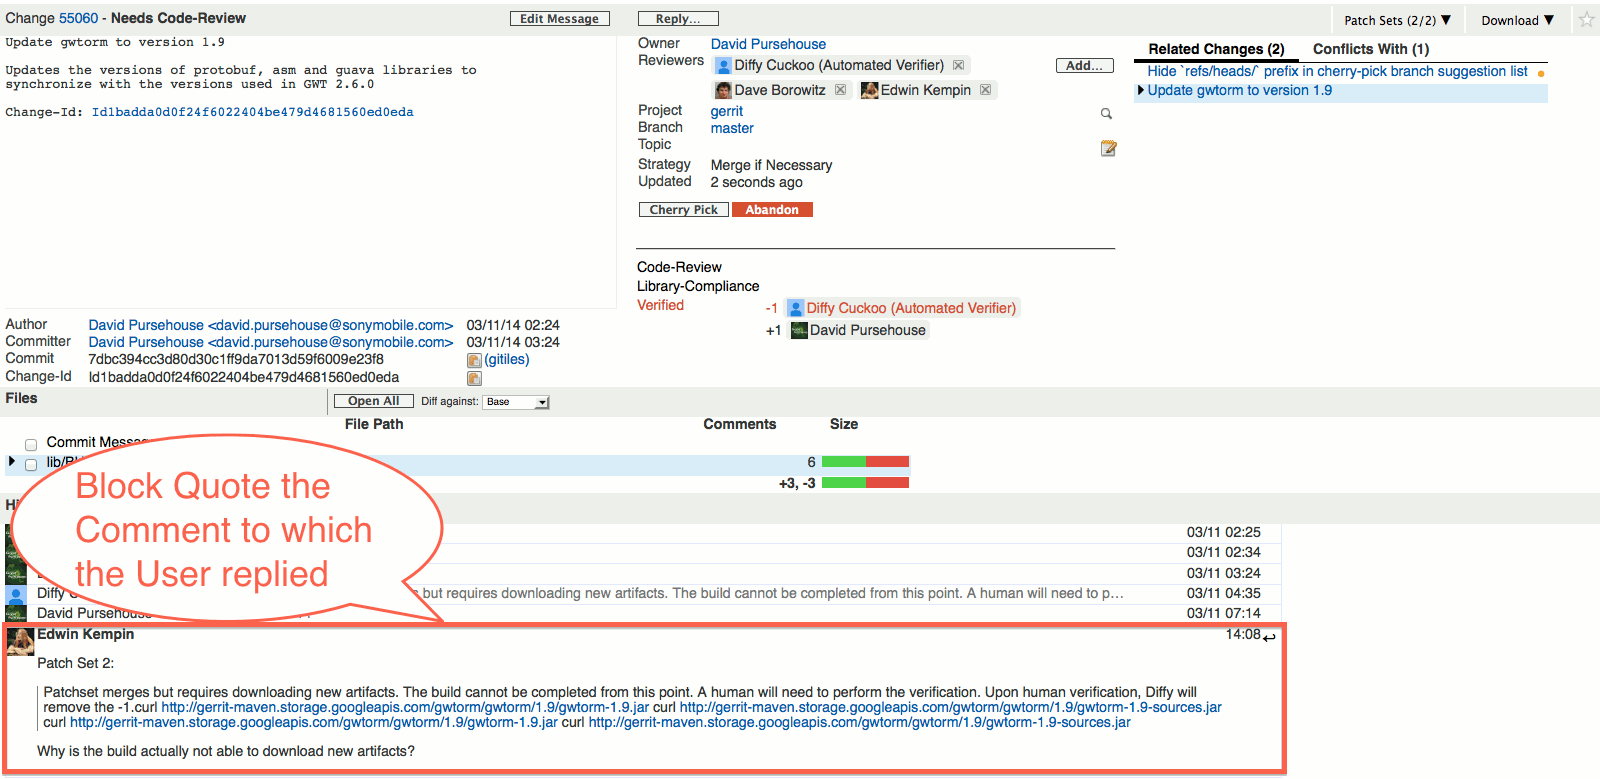 Change 55060 - Needs Code-Review
Edit Message
Reply...
Patch Sets (2/2) ▼
Download ▼
Update gwtorm to version 1.9
Updates the versions of protobuf, asm and guava libraries to
synchronize with the versions used in GWT 2.6.0
Change-Id: Id1badda0d0f24f6022404be479d4681560ed0eda
Owner David Pursehouse
Reviewers Diffy Cuckoo (Automated Verifier)
Add...
Dave Borowitz Edwin Kempin
Project gerrit
Branch master
Topic
Strategy Merge if Necessary
Updated 2 seconds ago
Cherry Pick Abandon
Related Changes (2) Conflicts With (1)
Hide `refs/heads/` prefix in cherry-pick branch suggestion list
Update gwtorm to version 1.9
Code-Review
Library-Compliance
Verified -1 Diffy Cuckoo (Automated Verifier)
+1 David Pursehouse
Author David Pursehouse <david.pursehouse@sonymobile.com> 03/11/14 02:24
Committer David Pursehouse <david.pursehouse@sonymobile.com> 03/11/14 03:24
Commit 7dbc394cc3d80d30c1ff9da7013d59f6009e23f8 (gitiles)
Change-Id Id1badda0d0f24f6022404be479d4681560ed0eda
Files Open All Diff against: Base
File Path Comments Size
Commit Messa
lib/ 6
+3, -3
Block Quote the
Comment to which
the User replied
03/11 02:25
03/11 02:34
03/11 03:24
Diffy but requires downloading new artifacts. The build cannot be completed from this point. A human will need to p... 03/11 04:35
David Pursehouse 03/11 07:14
Edwin Kempin 14:08
Patch Set 2:
Patchset merges but requires downloading new artifacts. The build cannot be completed from this point. A human will need to perform the verification. Upon human verification, Diffy will
remove the -1.curl http://gerrit-maven.storage.googleapis.com/gwtorm/gwtorm/1.9/gwtorm-1.9.jar curl http://gerrit-maven.storage.googleapis.com/gwtorm/gwtorm/1.9/gwtorm-1.9-sources.jar
curl http://gerrit-maven.storage.googleapis.com/gwtorm/gwtorm/1.9/gwtorm-1.9.jar curl http://gerrit-maven.storage.googleapis.com/gwtorm/gwtorm/1.9/gwtorm-1.9-sources.jar
Why is the build actually not able to download new artifacts?